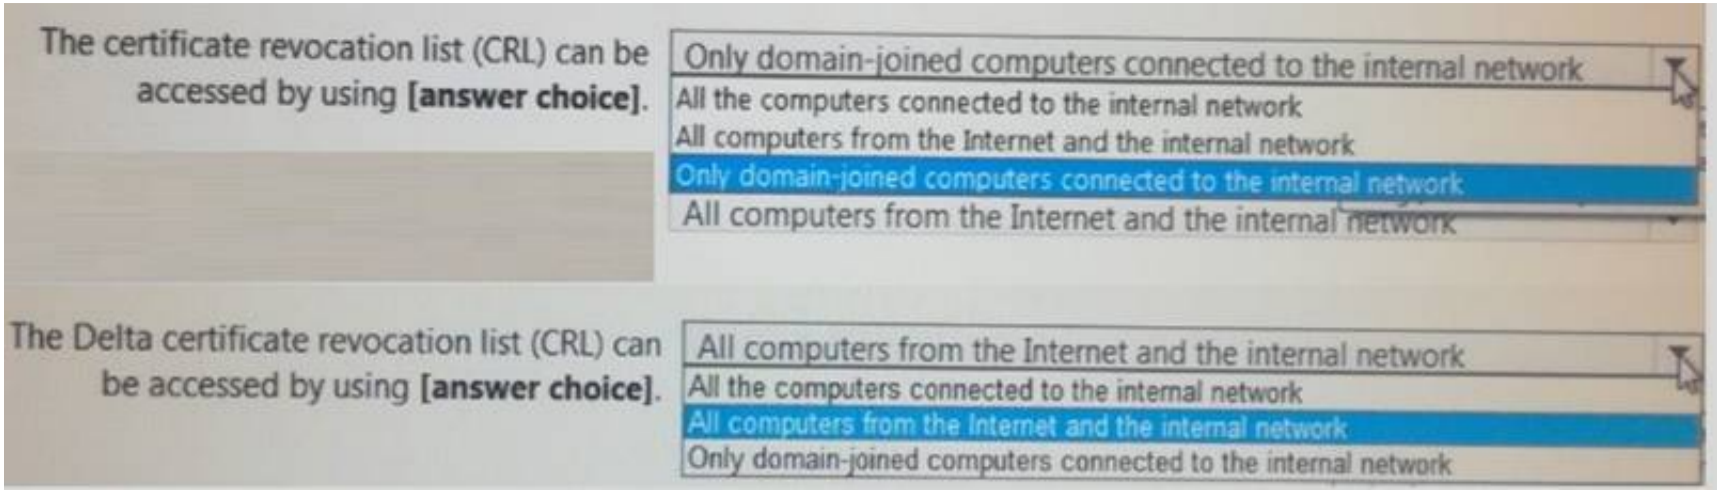 The certificate revocation list (CRL) can be
accessed by using [answer choice].
Only domain-joined computers connected to the internal network
All the computers connected to the internal network
All computers from the Internet and the internal network
Only domain-joined computers connected to the internal network
All computers from the Internet and the internal network
The Delta certificate revocation list (CRL) can
be accessed by using [answer choice].
All computers from the Internet and the internal network
All the computers connected to the internal network
All computers from the Internet and the internal network
Only domain-joined computers connected to the internal network